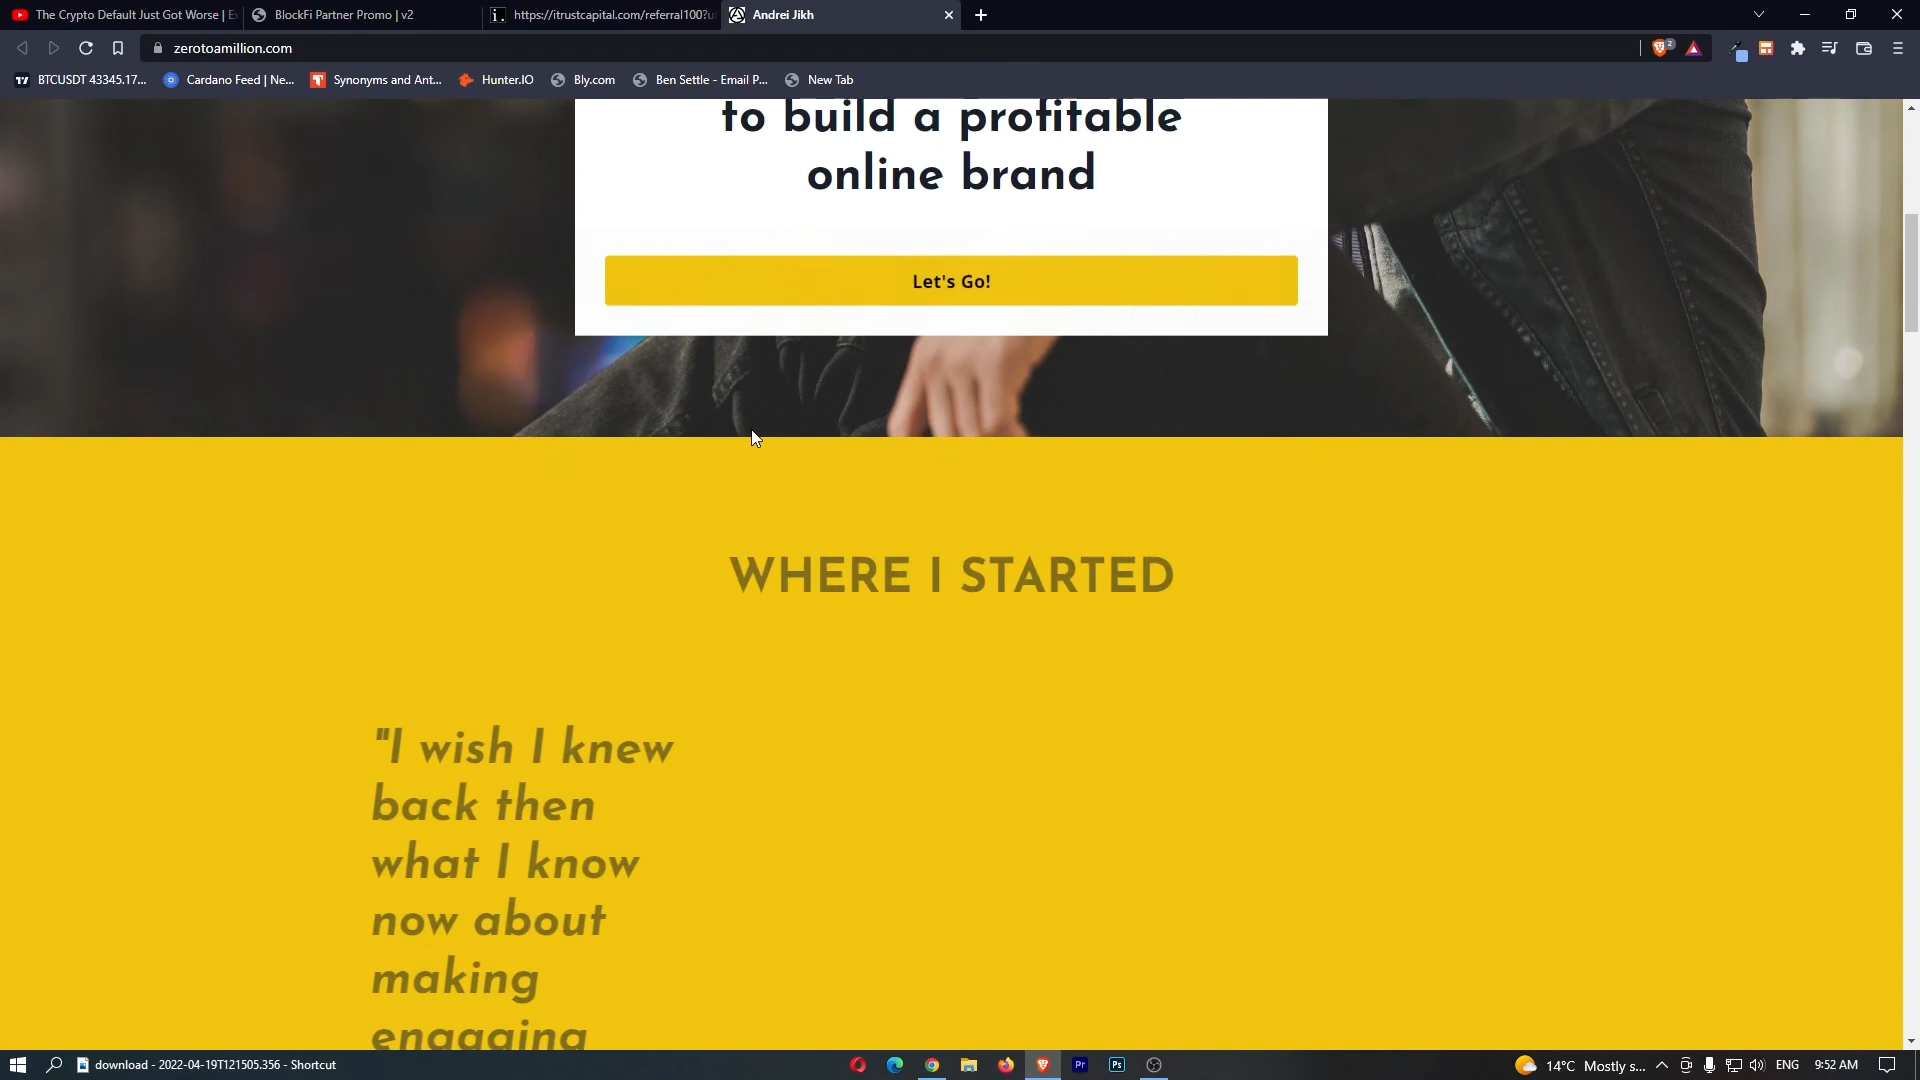 The Crypto Default Just Got Worse | E
BlockFi Partner Promo | v2
https://itrustcapital.com/referral100?u
Andrei Jikh
zerotoamillion.com
2
BTCUSDT 43345.17...
Cardano Feed | Ne...
Synonyms and Ant...
Hunter.IO
Bly.com
Ben Settle - Email P...
New Tab
to build a profitable
online brand
Let's Go!
WHERE I STARTED
"I wish I knew
back then
what I know
now about
making
engaging
download - 2022-04-19T121505.356 - Shortcut
Pr
Ps
14°C Mostly s...
ENG
9:52 AM